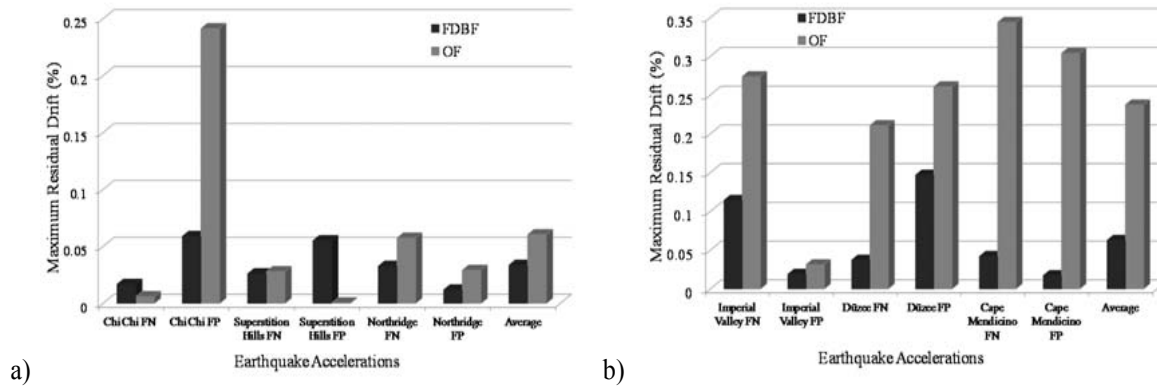 0.25
0.2
0.15
0.1
0.05
0
Maximum Residual Drift (%)
FDBF
OF
Chi Chi FN
Chi Chi FP
Superstition
Hills FN
Superstition
Hills FP
Northridge
FN
Northridge
FP
Average
Earthquake Accelerations
a)
0.35
0.3
0.25
0.2
0.15
0.1
0.05
0
Maximum Residual Drift (%)
FDBF
OF
Imperial
Valley FN
Imperial
Valley FP
Düzce FN
Düzce FP
Cape
Mendicino
FN
Cape
Mendicino
FP
Average
Earthquake Accelerations
b)